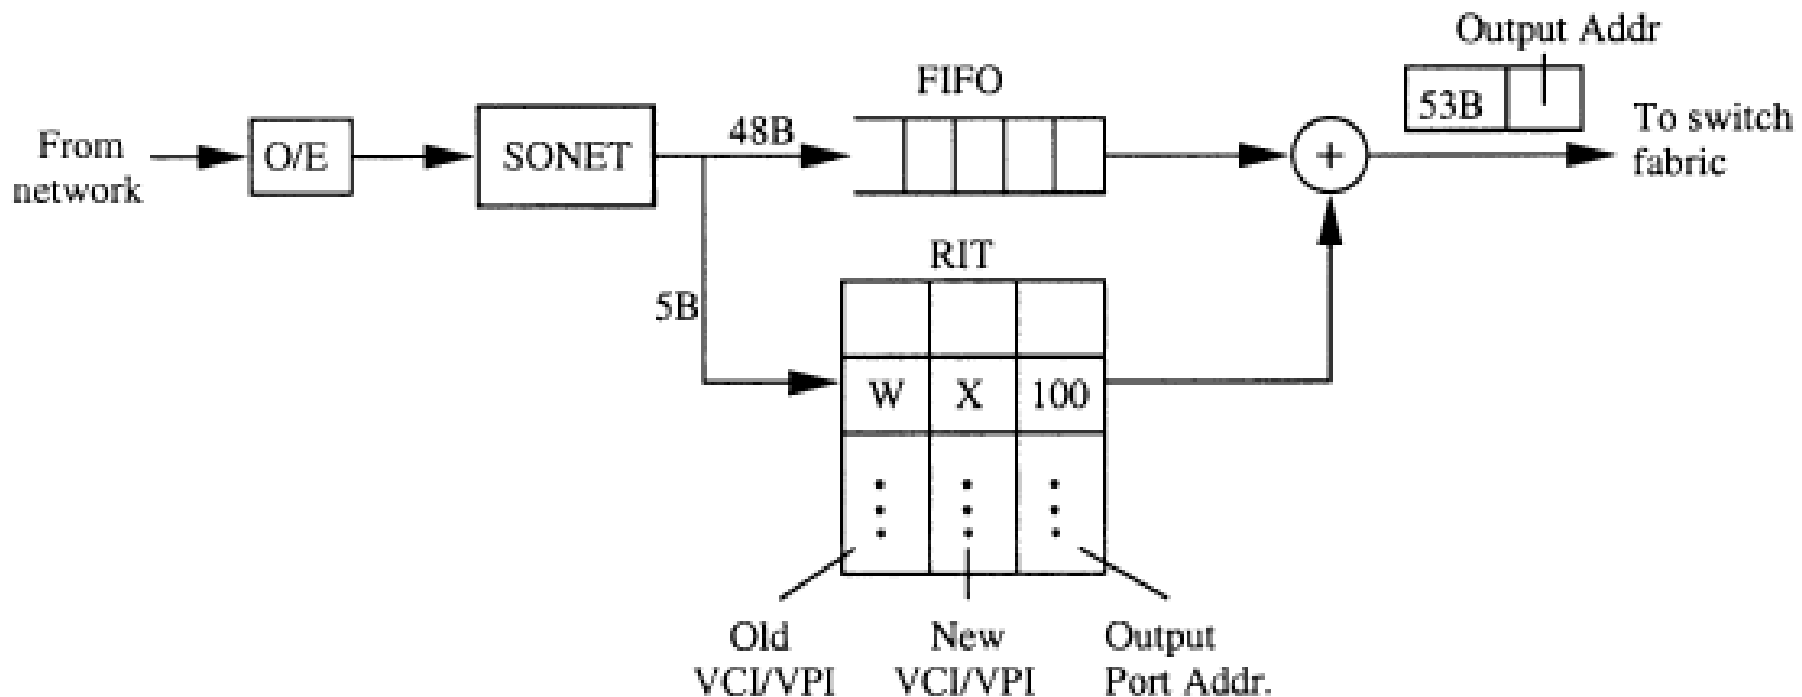 Output Addr
FIFO
53B
From
network
O/E
SONET
48B
+
To switch
fabric
5B
RIT
W X 100
Old
VCI/VPI
New
VCI/VPI
Output
Port Addr.